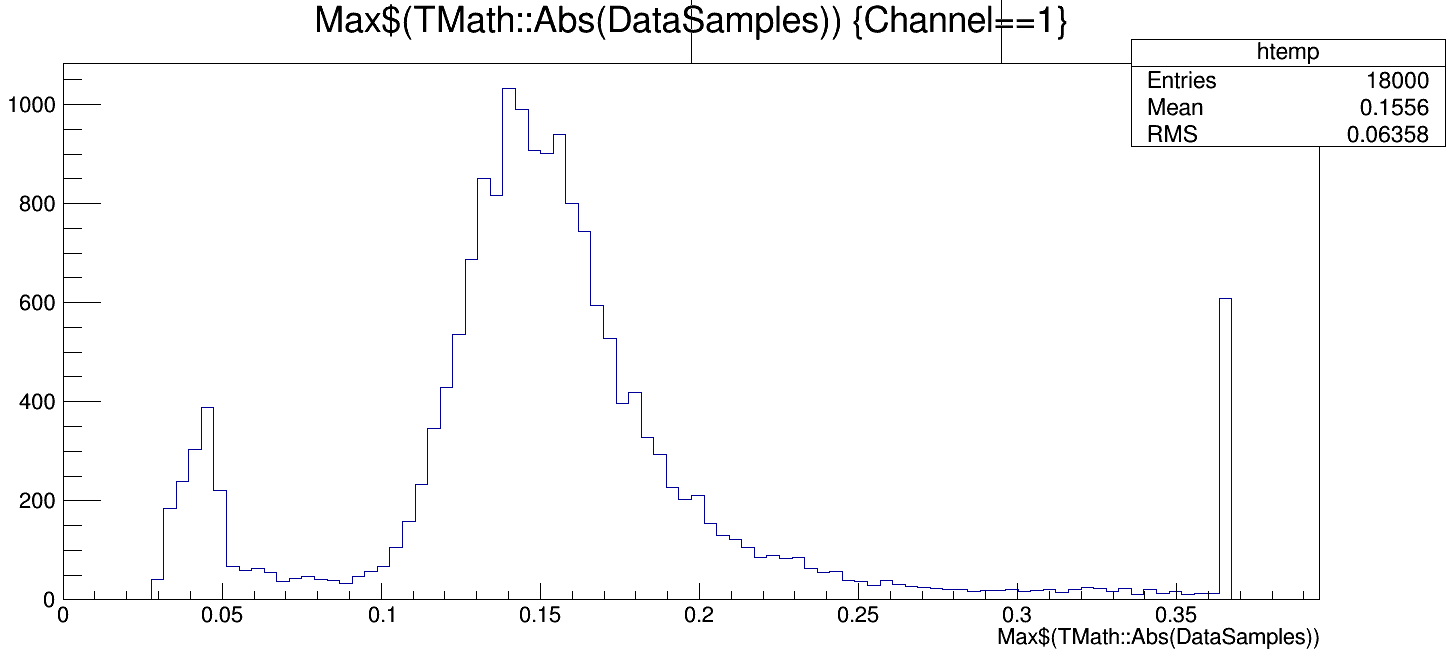 Max$(TMath::Abs(DataSamples)) {Channel==1}
htemp
Entries 18000
Mean 0.1556
RMS 0.06358
1000
800
600
400
200
0
0 0.05 0.1 0.15 0.2 0.25 0.3 0.35
Max$(TMath::Abs(DataSamples))